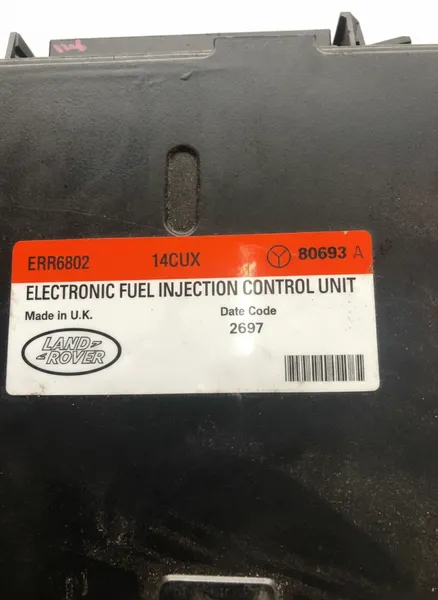 ERR6802 14CUX 80693 A
ELECTRONIC FUEL INJECTION CONTROL UNIT
Made in U.K. Date Code
2697
LAND
ROVER